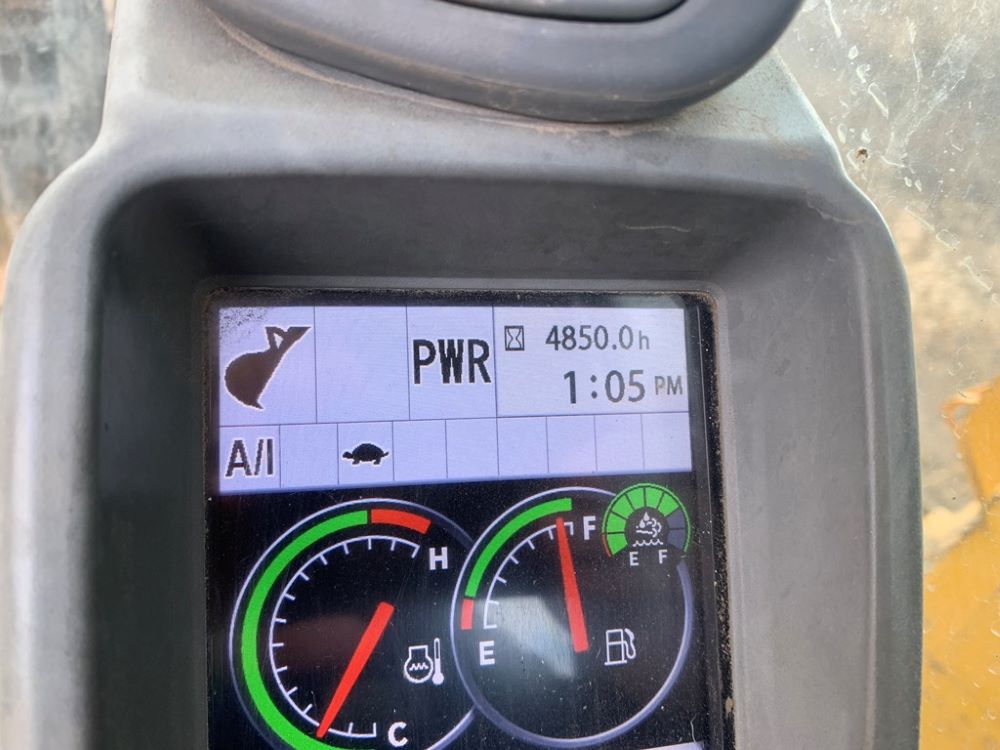 PWR
4850.0h
1:05 PM
A/I
H
C
F
E
E F